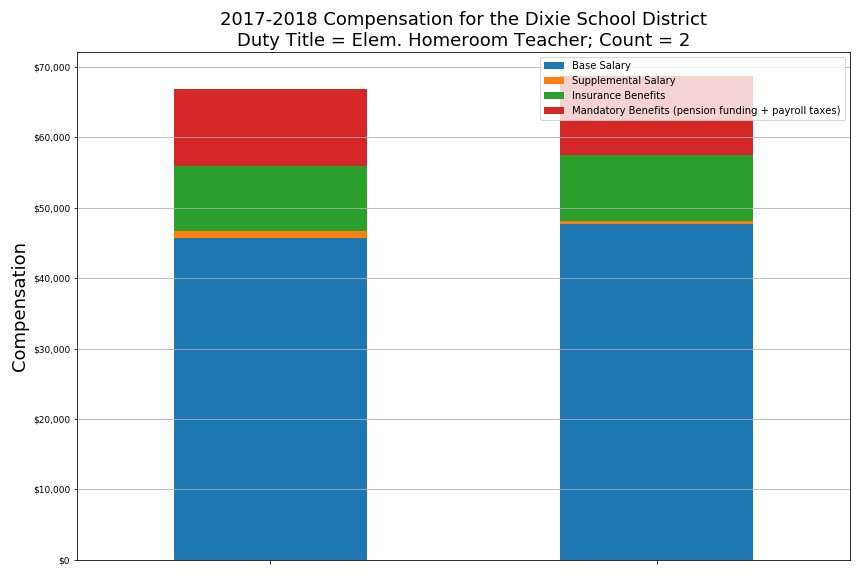 2017-2018 Compensation for the Dixie School District
Duty Title = Elem. Homeroom Teacher; Count = 2
Base Salary
Supplemental Salary
Insurance Benefits
Mandatory Benefits (pension funding + payroll taxes)
Compensation
$70,000
$60,000
$50,000
$40,000
$30,000
$20,000
$10,000
$0